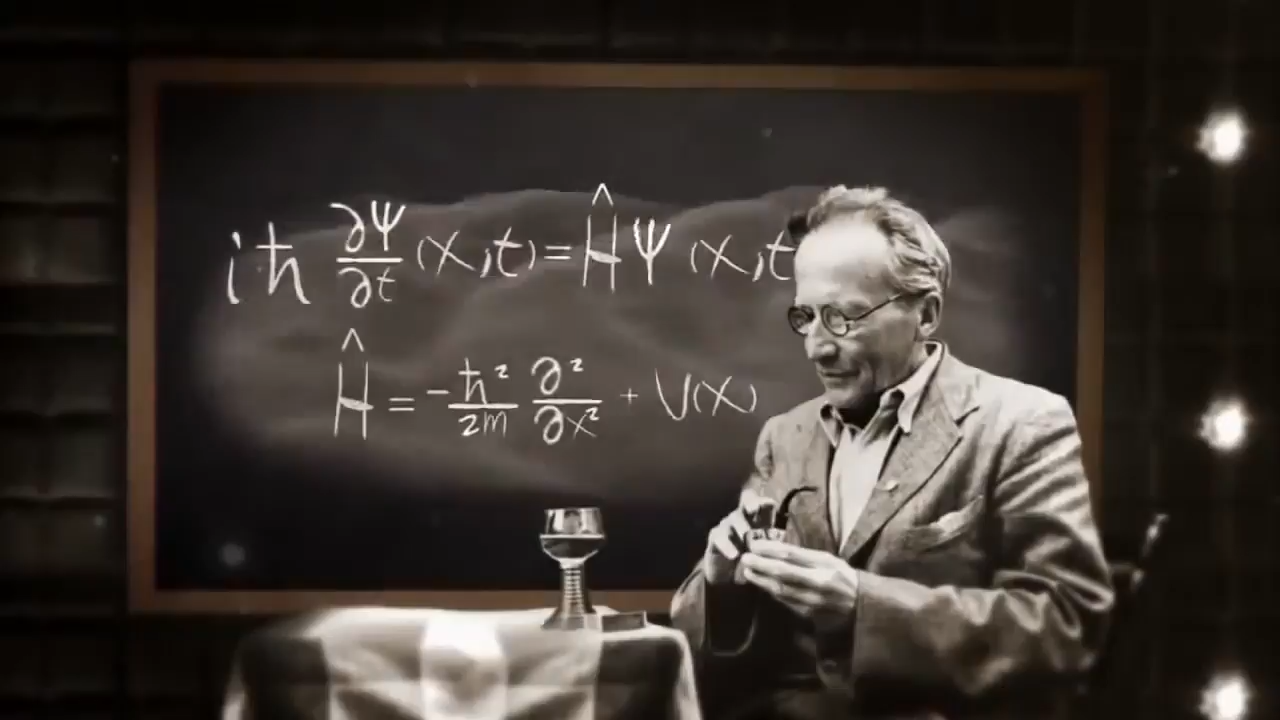 iħ ∂Ψ/∂t (x,t) = Ĥ Ψ (x,t
Ĥ = - ħ²/2m ∂²/∂x² + V(x)